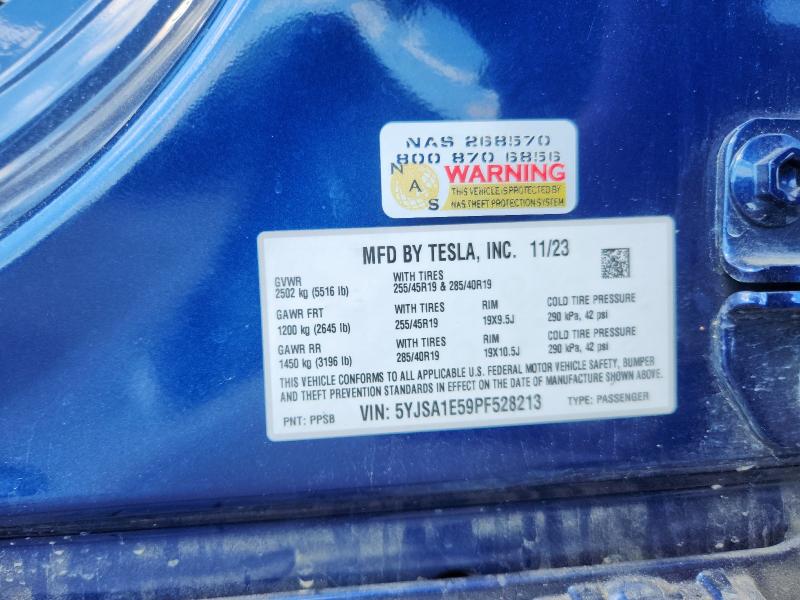 NAS 268570
800 870 6856
N A S
WARNING
THIS VEHICLE IS PROTECTED BY
NAS THEFT PROTECTION SYSTEM
MFD BY TESLA, INC. 11/23
GVWR
2502 kg (5516 lb)
WITH TIRES
255/45R19 & 285/40R19
GAWR FRT
1200 kg (2645 lb)
WITH TIRES
255/45R19
RIM
19X9.5J
COLD TIRE PRESSURE
290 kPa, 42 psi
GAWR RR
1450 kg (3196 lb)
WITH TIRES
285/40R19
RIM
19X10.5J
COLD TIRE PRESSURE
290 kPa, 42 psi
THIS VEHICLE CONFORMS TO ALL APPLICABLE U.S. FEDERAL MOTOR VEHICLE SAFETY, BUMPER
AND THEFT PREVENTION STANDARDS IN EFFECT ON THE DATE OF MANUFACTURE SHOWN ABOVE.
PNT: PPSB VIN: 5YJSA1E59PF528213 TYPE: PASSENGER